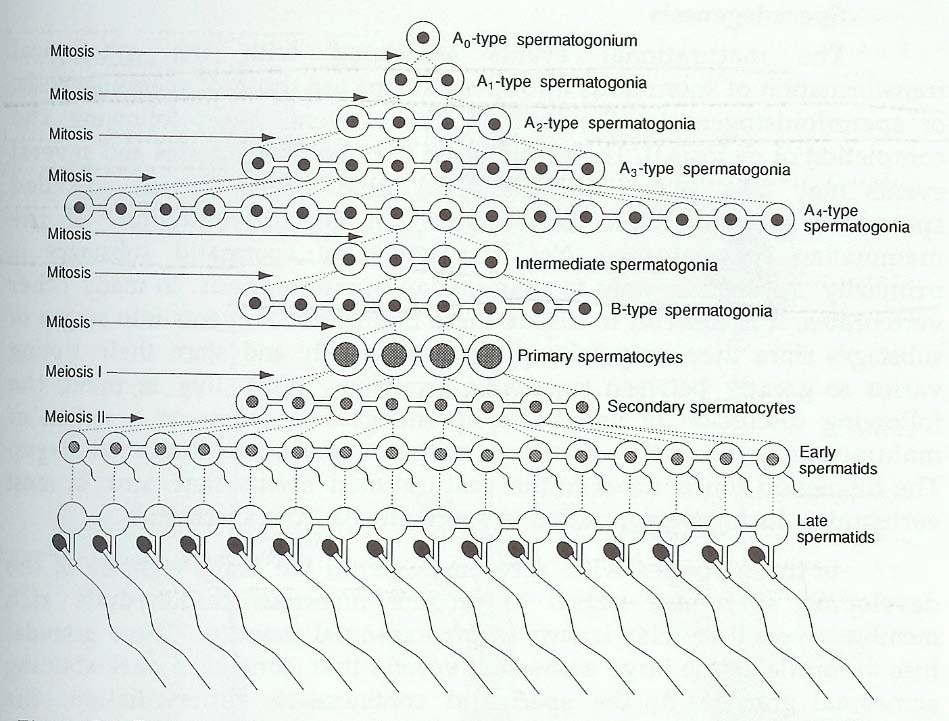 Mitosis
A₀-type spermatogonium
Mitosis
A₁-type spermatogonia
Mitosis
A₂-type spermatogonia
Mitosis
A₃-type spermatogonia
A₄-type
spermatogonia
Mitosis
Intermediate spermatogonia
Mitosis
B-type spermatogonia
Mitosis
Primary spermatocytes
Meiosis I
Secondary spermatocytes
Meiosis II
Early
spermatids
Late
spermatids